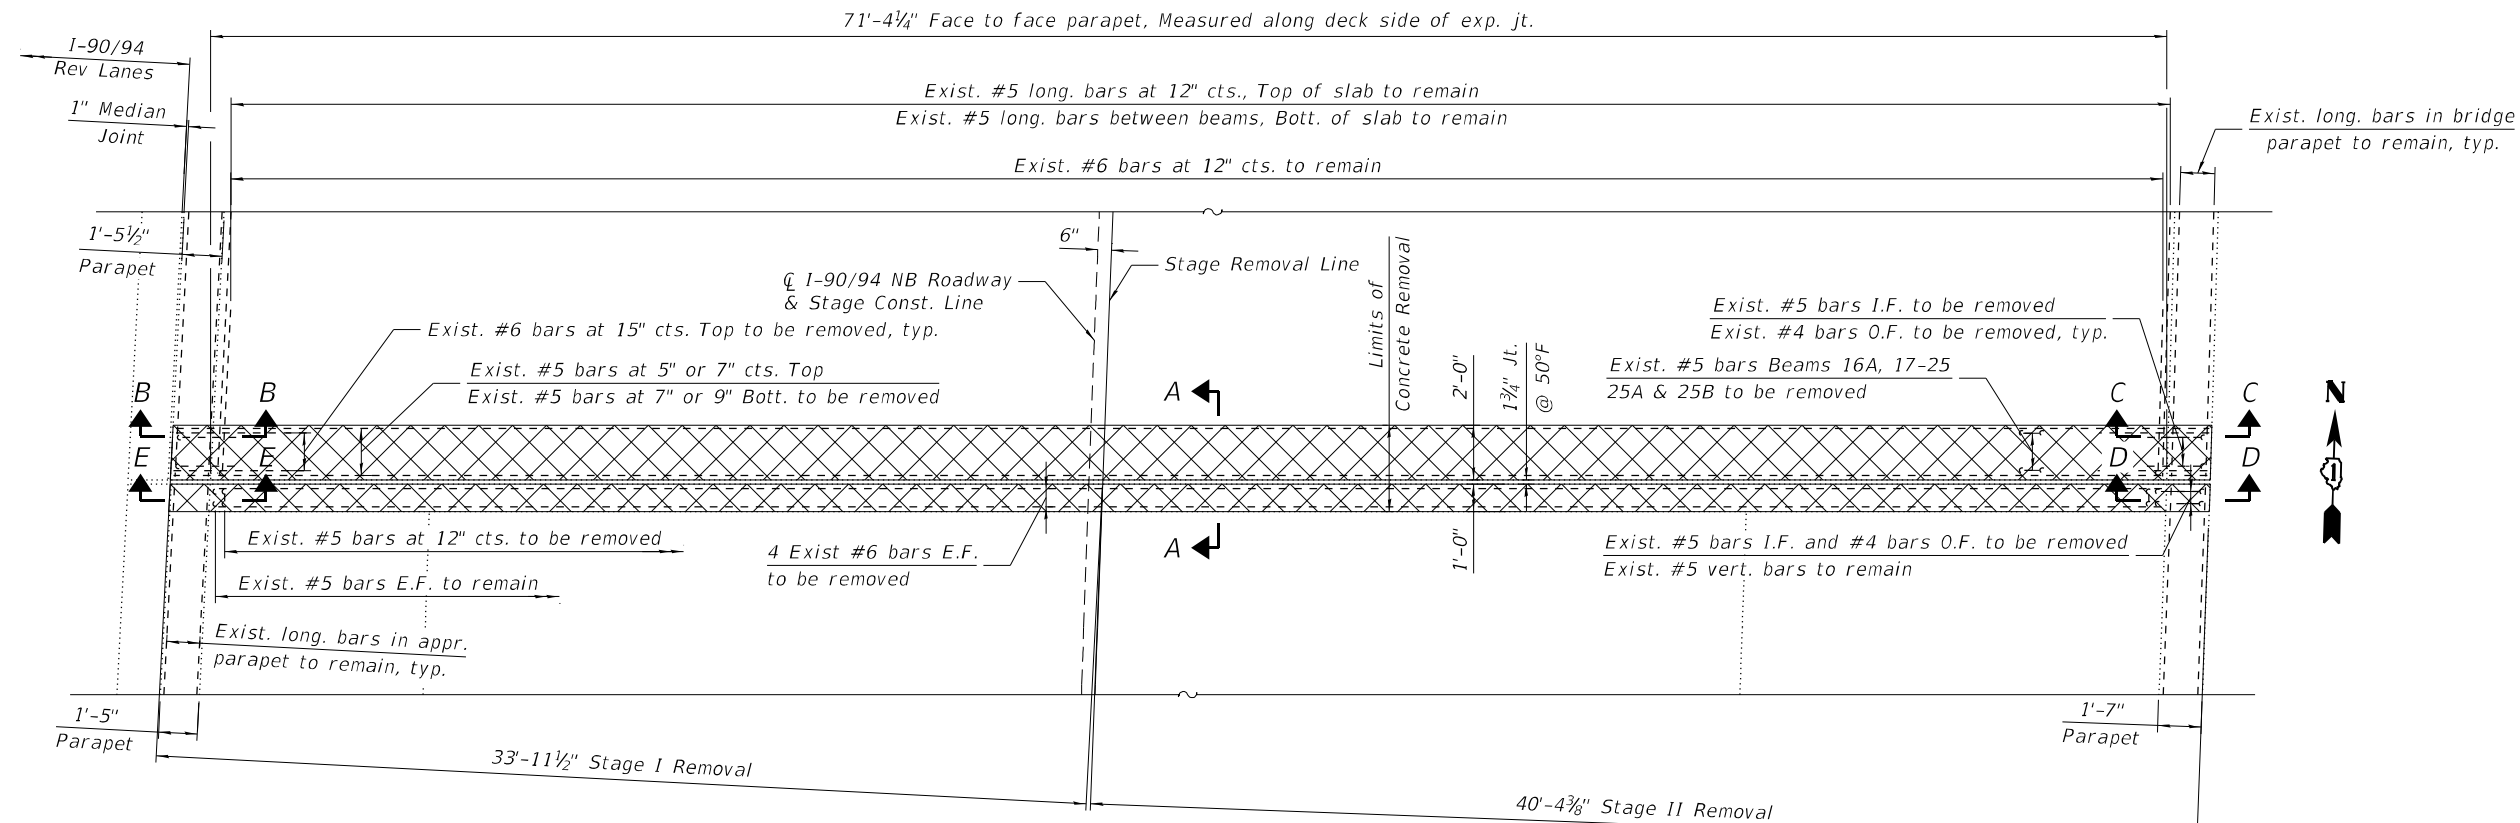 71'-4¼" Face to face parapet, Measured along deck side of exp. jt.
I-90/94
Rev Lanes
1" Median
Joint
Exist. #5 long. bars at 12" cts., Top of slab to remain
Exist. #5 long. bars between beams, Bott. of slab to remain
Exist. long. bars in bridge
parapet to remain, typ.
Exist. #6 bars at 12" cts. to remain
1'-5½"
Parapet
6"
Stage Removal Line
℄ I-90/94 NB Roadway
& Stage Const. Line
Limits of
Concrete Removal
Exist. #6 bars at 15" cts. Top to be removed, typ.
Exist. #5 bars I.F. to be removed
Exist. #4 bars O.F. to be removed, typ.
Exist. #5 bars at 5" or 7" cts. Top
Exist. #5 bars at 7" or 9" Bott. to be removed
2'-0"
1¾" Jt.
@ 50°F
Exist. #5 bars Beams 16A, 17-25
25A & 25B to be removed
B
B
A
C
C
N
E
E
D
D
1
Exist. #5 bars at 12" cts. to be removed
4 Exist #6 bars E.F.
to be removed
A
1'-0"
Exist. #5 bars I.F. and #4 bars O.F. to be removed
Exist. #5 vert. bars to remain
Exist. #5 bars E.F. to remain
Exist. long. bars in appr.
parapet to remain, typ.
1'-5"
Parapet
1'-7"
Parapet
33'-11½" Stage I Removal
40'-4⅜" Stage II Removal